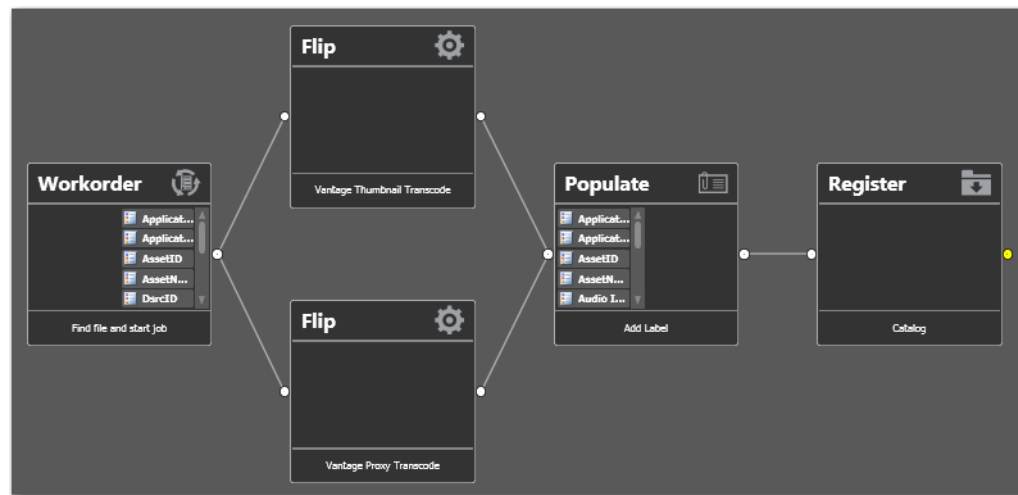 Flip
Vantage Thumbnail Transcode
Workorder
Applicat...
Applicat...
AssetID
AssetN...
DsrcID
Find file and start job
Flip
Vantage Proxy Transcode
Populate
Applicat...
Applicat...
AssetID
AssetN...
Audio I...
Add Label
Register
Catalog